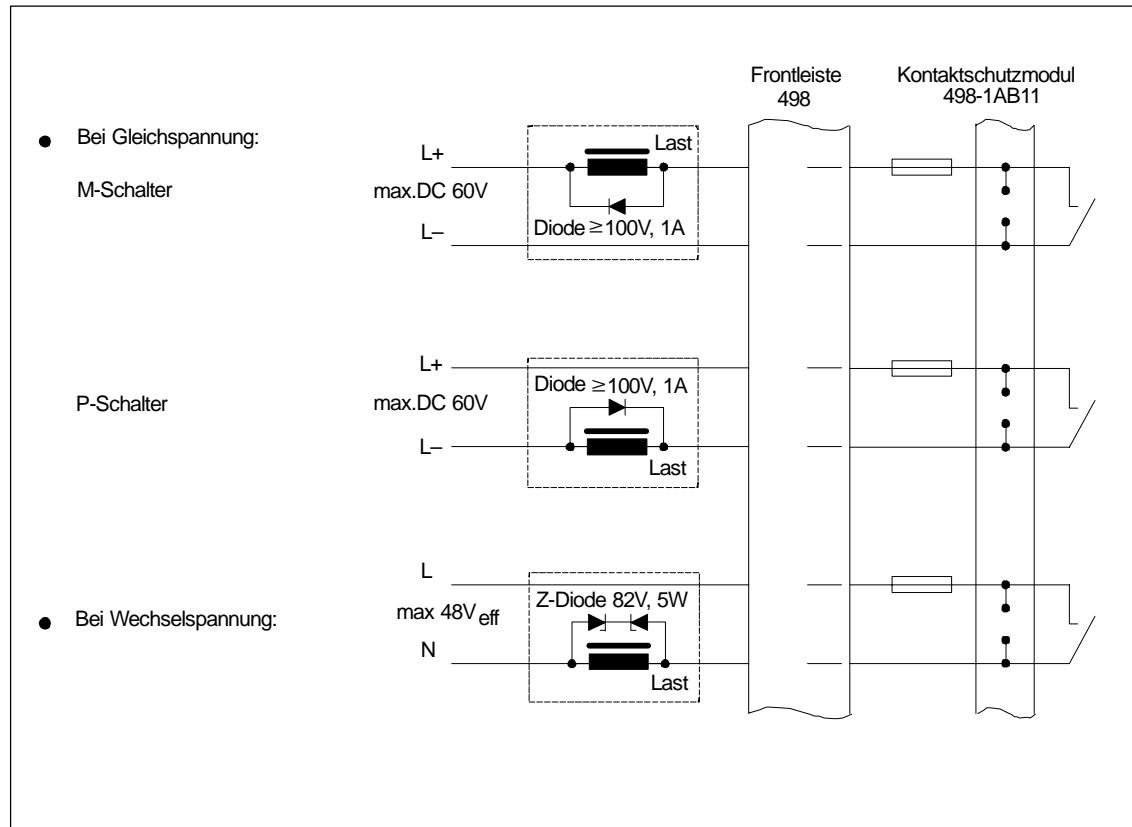 Frontleiste
498
Kontaktschutzmodul
498-1AB11
● Bei Gleichspannung:
M-Schalter
L+
max.DC 60V
L–
Last
Diode ≥100V, 1A
P-Schalter
L+
max.DC 60V
L–
Diode ≥100V, 1A
Last
● Bei Wechselspannung:
L
max 48Veff
N
Z-Diode 82V, 5W
Last